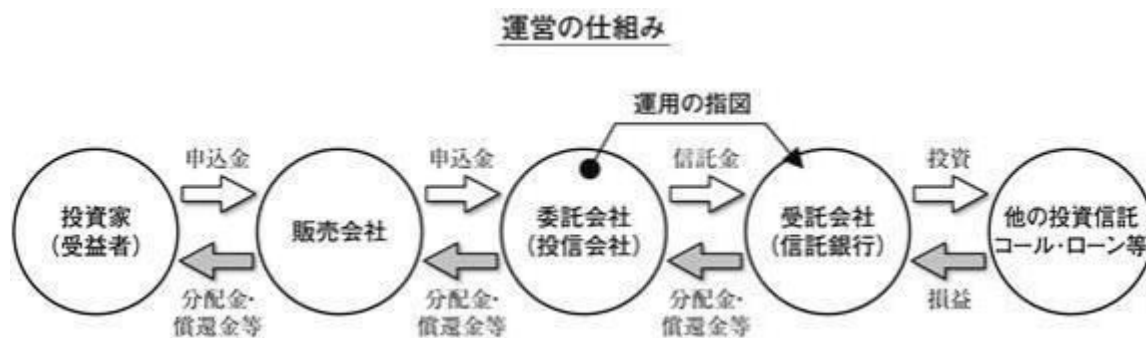 運営の仕組み
運用の指図
申込金
申込金
信託金
投資
投資家
(受益者)
販売会社
委託会社
(投信会社)
受託会社
(信託銀行)
他の投資信託
コール・ローン等
分配金・
償還金等
分配金・
償還金等
分配金・
償還金等
損益